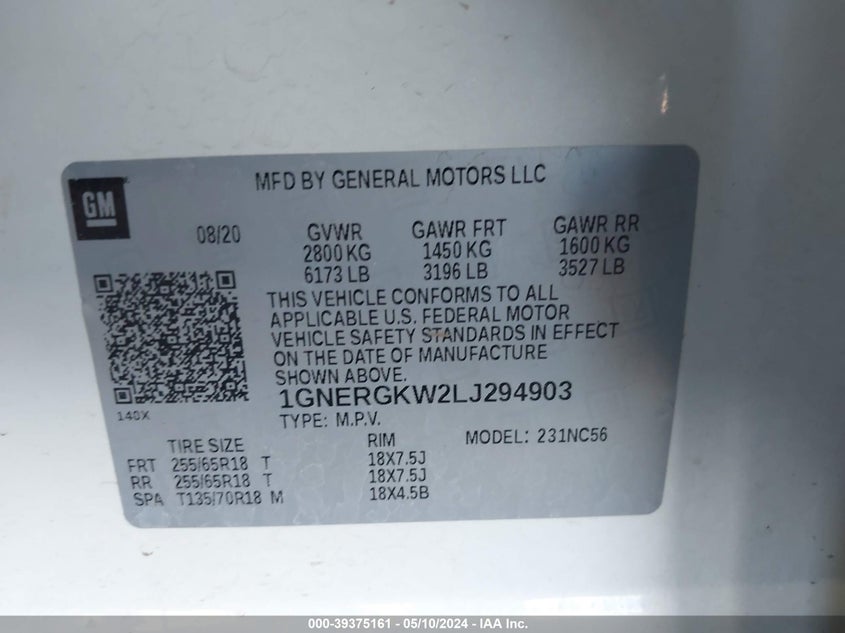 MFD BY GENERAL MOTORS LLC
GM
08/20 GVWR GAWR FRT GAWR RR
2800 KG 1450 KG 1600 KG
6173 LB 3196 LB 3527 LB
THIS VEHICLE CONFORMS TO ALL
APPLICABLE U.S. FEDERAL MOTOR
VEHICLE SAFETY STANDARDS IN EFFECT
ON THE DATE OF MANUFACTURE
SHOWN ABOVE.
1GNERGKW2LJ294903
140X
TYPE: M.P.V.
TIRE SIZE RIM MODEL: 231NC56
FRT 255/65R18 T 18X7.5J
RR 255/65R18 T 18X7.5J
SPA T135/70R18 M 18X4.5B
000-39375161 - 05/10/2024 - IAA Inc.